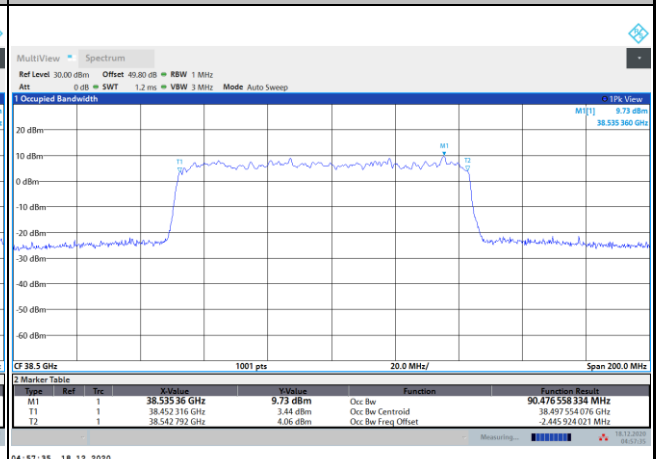 MultiView Spectrum
Ref Level 30.00 dBm Offset 49.80 dB RBW 1 MHz
Att 0 dB SWT 1.2 ms VBW 3 MHz Mode Auto Sweep
1 Occupied Bandwidth 1Pk View
M1[1] 9.73 dBm
38.535 360 GHz
20 dBm
M1
10 dBm
T1 T2
0 dBm
-10 dBm
-20 dBm
-30 dBm
-40 dBm
-50 dBm
-60 dBm
CF 38.5 GHz 1001 pts 20.0 MHz/ Span 200.0 MHz
2 Marker Table
Type Ref Trc X-Value Y-Value Function Function Result
M1 1 38.53536 GHz 9.73 dBm Occ Bw 90.476 558 334 MHz
T1 1 38.452 316 GHz 3.44 dBm Occ Bw Centroid 38.497 554 076 GHz
T2 1 38.542 792 GHz 4.06 dBm Occ Bw Freq Offset -2.445 924 021 MHz
Measuring... 18.12.2020
04:57:35
04:57:35 18.12.2020